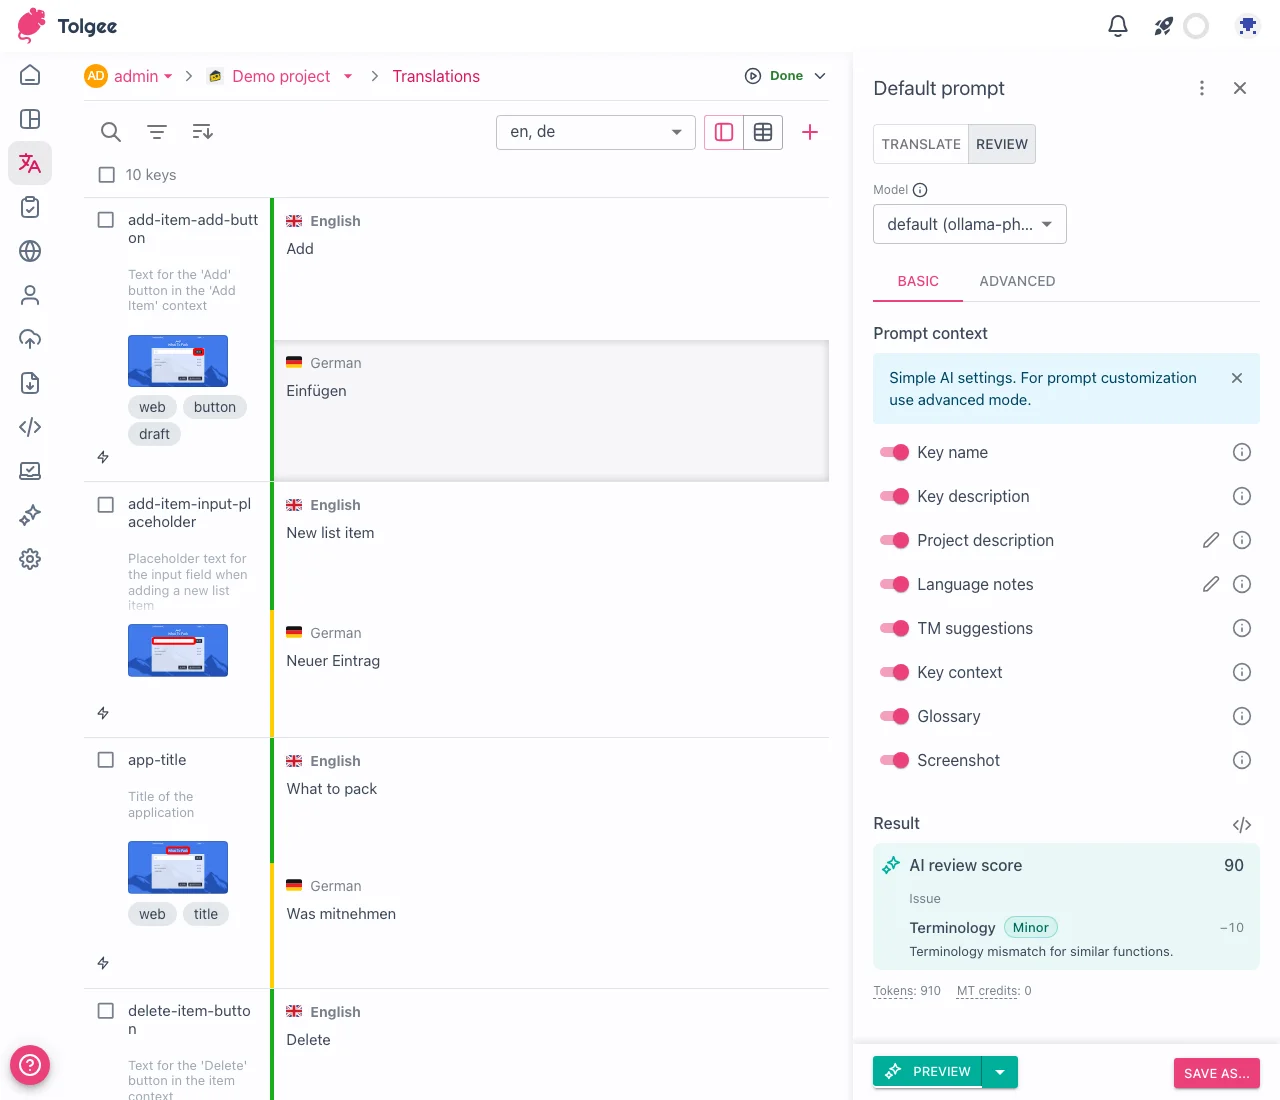 Tolgee
AD admin
Demo project
Translations
Done
en, de
10 keys
add-item-add-butt
on
Text for the 'Add'
button in the 'Add
Item' context
web
button
draft
English
Add
German
Einfügen
add-item-input-pl
aceholder
Placeholder text for
the input field when
adding a new list
item
English
New list item
German
Neuer Eintrag
app-title
Title of the
application
web
title
English
What to pack
German
Was mitnehmen
delete-item-butto
n
Text for the 'Delete'
button in the item
context
English
Delete
Default prompt
TRANSLATE
REVIEW
Model
default (ollama-ph...
BASIC
ADVANCED
Prompt context
Simple AI settings. For prompt customization
use advanced mode.
Key name
Key description
Project description
Language notes
TM suggestions
Key context
Glossary
Screenshot
Result
AI review score
90
Issue
Terminology
Minor
−10
Terminology mismatch for similar functions.
Tokens: 910
MT credits: 0
PREVIEW
SAVE AS...